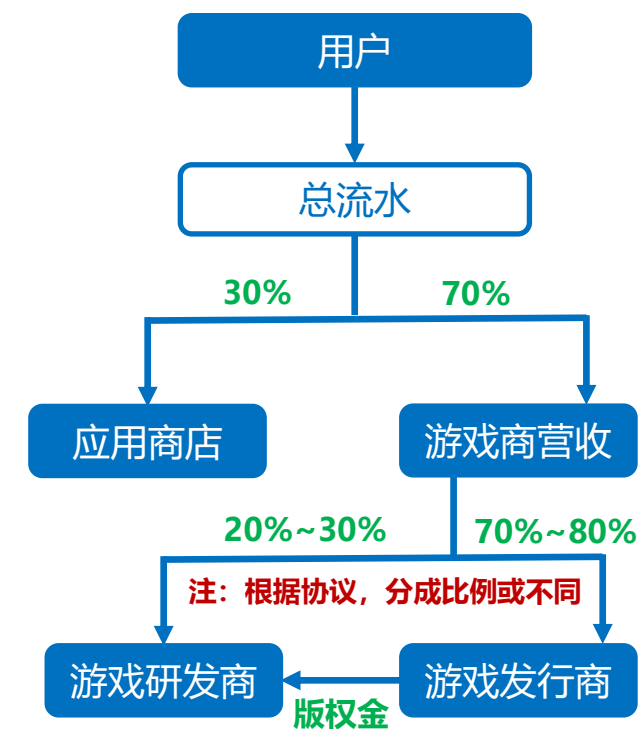 用户
总流水
30%
70%
应用商店
游戏商营收
20%~30%
70%~80%
注：根据协议，分成比例或不同
游戏研发商
游戏发行商
版权金